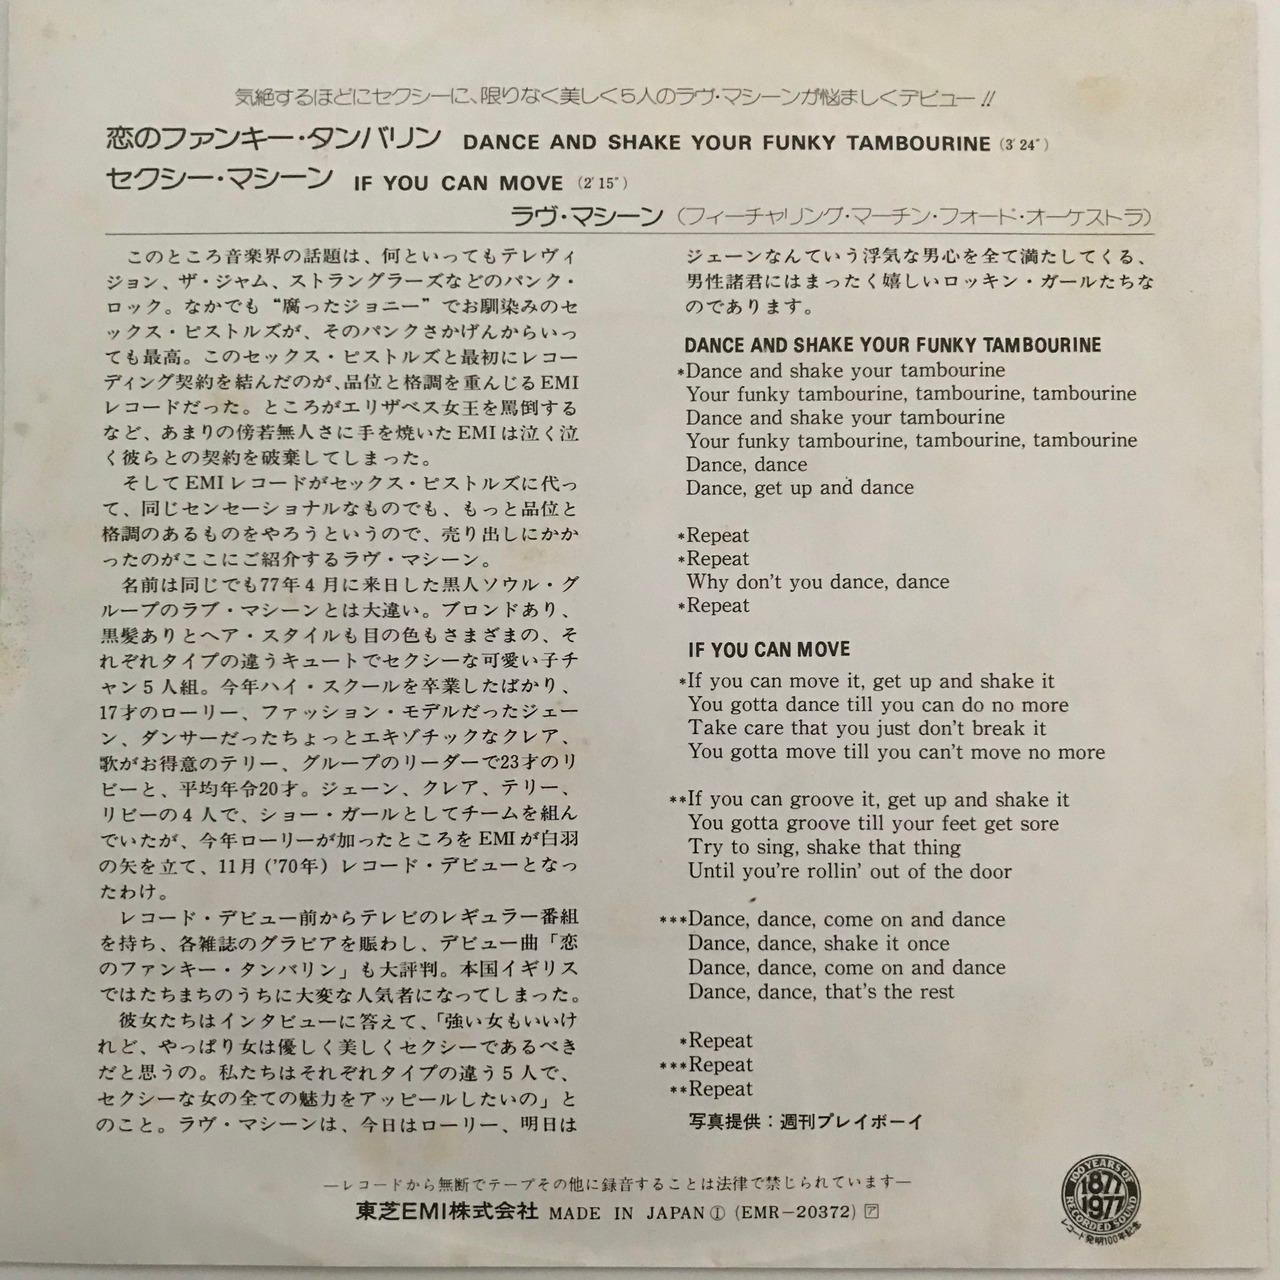 気絶するほどにセクシーに、限りなく美しく5人のラヴ・マシーンが悩ましくデビュー!!
恋のファンキー・タンバリン DANCE AND SHAKE YOUR FUNKY TAMBOURINE (3′24″)
セクシー・マシーン IF YOU CAN MOVE (2′15″)
ラヴ・マシーン (フィーチャリング・マーチン・フォード・オーケストラ)
このところ音楽界の話題は、何といってもテレヴィ
ジョン、ザ・ジャム、ストラングラーズなどのパンク・
ロック。なかでも“腐ったジョニー”でお馴染みのセ
ックス・ピストルズが、そのパンクさかげんからいっ
ても最高。このセックス・ピストルズと最初にレコー
ディング契約を結んだのが、品位と格調を重んじるEMI
レコードだった。ところがエリザベス女王を罵倒する
など、あまりの傍若無人さに手を焼いたEMIは泣く泣
く彼らとの契約を破棄してしまった。
そしてEMIレコードがセックス・ピストルズに代っ
て、同じセンセーショナルなものでも、もっと品位と
格調のあるものをやろうというので、売り出しにかか
ったのがここにご紹介するラヴ・マシーン。
名前は同じでも77年4月に来日した黒人ソウル・グ
ループのラブ・マシーンとは大違い。ブロンドあり、
黒髪ありとヘア・スタイルも目の色もさまざまの、そ
れぞれタイプの違うキュートでセクシーな可愛い子チ
ャン5人組。今年ハイ・スクールを卒業したばかり、
17才のローリー、ファッション・モデルだったジェー
ン、ダンサーだったちょっとエキゾチックなクレア、
歌がお得意のテリー、グループのリーダーで23才のリ
ビーと、平均年令20才。ジェーン、クレア、テリー、
リビーの4人で、ショー・ガールとしてチームを組ん
でいたが、今年ローリーが加ったところをEMIが白羽
の矢を立て、11月('70年)レコード・デビューとなっ
たわけ。
レコード・デビュー前からテレビのレギュラー番組
を持ち、各雑誌のグラビアを賑わし、デビュー曲「恋
のファンキー・タンバリン」も大評判。本国イギリス
ではたちまちのうちに大変な人気者になってしまった。
彼女たちはインタビューに答えて、「強い女もいいけ
れど、やっぱり女は優しく美しくセクシーであるべき
だと思うの。私たちはそれぞれタイプの違う5人で、
セクシーな女の全ての魅力をアッピールしたいの」と
のこと。ラヴ・マシーンは、今日はローリー、明日は
ジェーンなんていう浮気な男心を全て満たしてくる、
男性諸君にはまったく嬉しいロッキン・ガールたちな
のであります。
DANCE AND SHAKE YOUR FUNKY TAMBOURINE
*Dance and shake your tambourine
Your funky tambourine, tambourine, tambourine
Dance and shake your tambourine
Your funky tambourine, tambourine, tambourine
Dance, dance
Dance, get up and dance
*Repeat
*Repeat
Why don't you dance, dance
*Repeat
IF YOU CAN MOVE
*If you can move it, get up and shake it
You gotta dance till you can do no more
Take care that you just don't break it
You gotta move till you can't move no more
**If you can groove it, get up and shake it
You gotta groove till your feet get sore
Try to sing, shake that thing
Until you're rollin' out of the door
***Dance, dance, come on and dance
Dance, dance, shake it once
Dance, dance, come on and dance
Dance, dance, that's the rest
*Repeat
***Repeat
**Repeat
写真提供：週刊プレイボーイ
—レコードから無断でテープその他に録音することは法律で禁じられています—
東芝EMI株式会社 MADE IN JAPAN① (EMR-20372) ア
100 YEARS OF
1877
1977
RECORDED SOUND
レコード発明100年記念